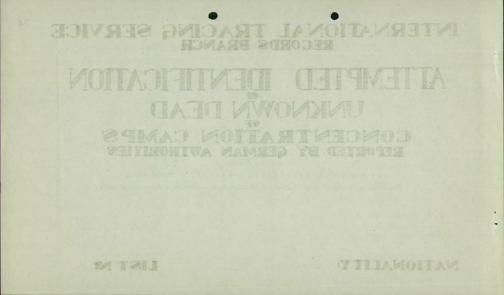 INTERNATIONAL TRACING SERVICE
RECORDS BRANCH
ATTEMPTED IDENTIFICATION
OF
UNKNOWN DEAD
OF
CONCENTRATION CAMPS
REPORTED BY GERMAN AUTHORITIES
NATIONALITY: LIST Nº